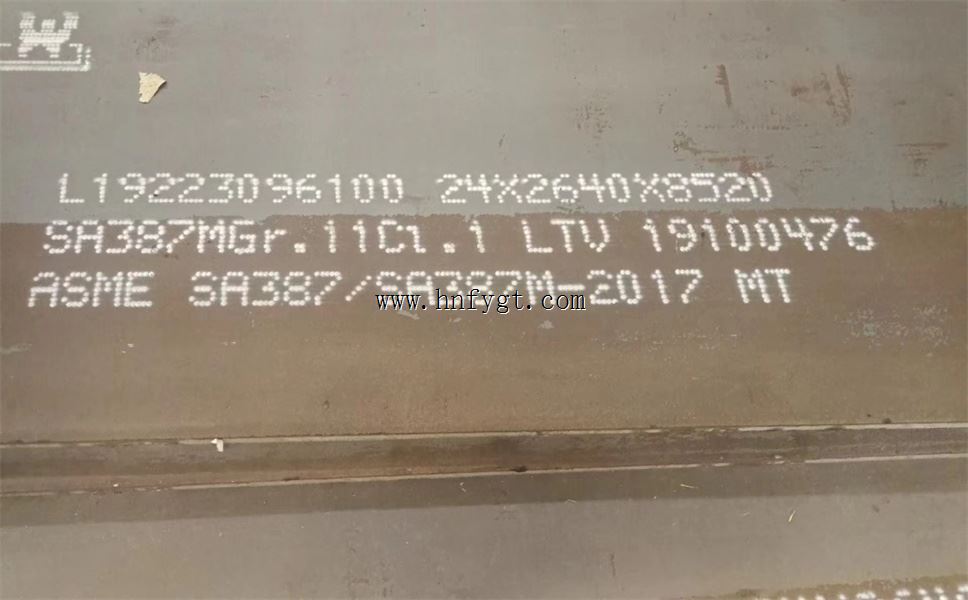 L19223096100 24X2640X8520
SA387MGr.11CL.1 LTV 19100476
ASME SA387/SA387M-2017 MT
www.hnfygt.com